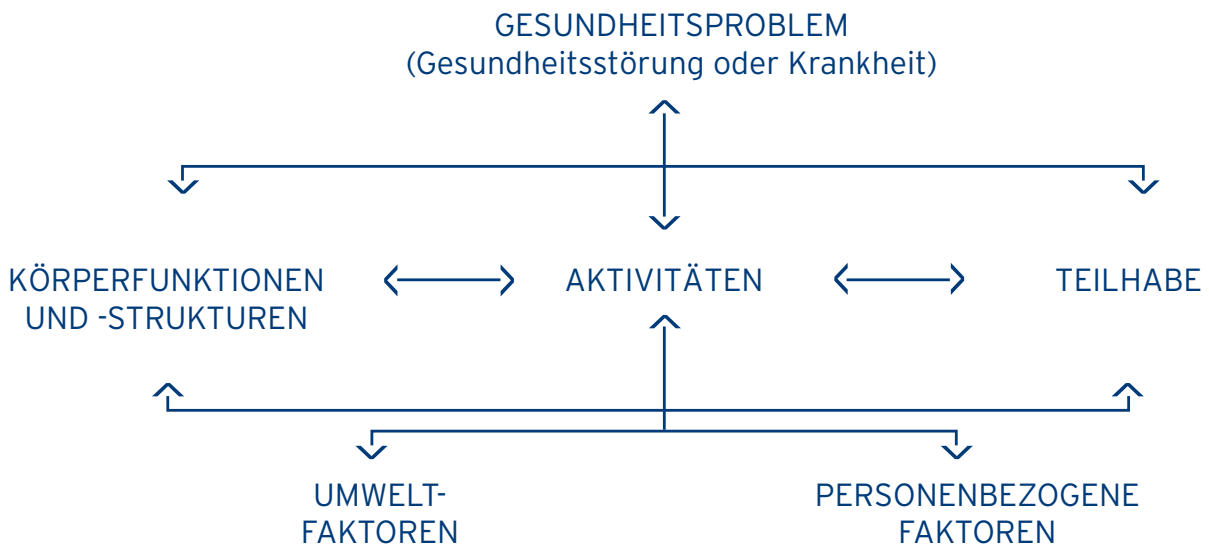 GESUNDHEITSPROBLEM
(Gesundheitsstörung oder Krankheit)
KÖRPERFUNKTIONEN
UND -STRUKTUREN
AKTIVITÄTEN
TEILHABE
UMWELT-
FAKTOREN
PERSONENBEZOGENE
FAKTOREN